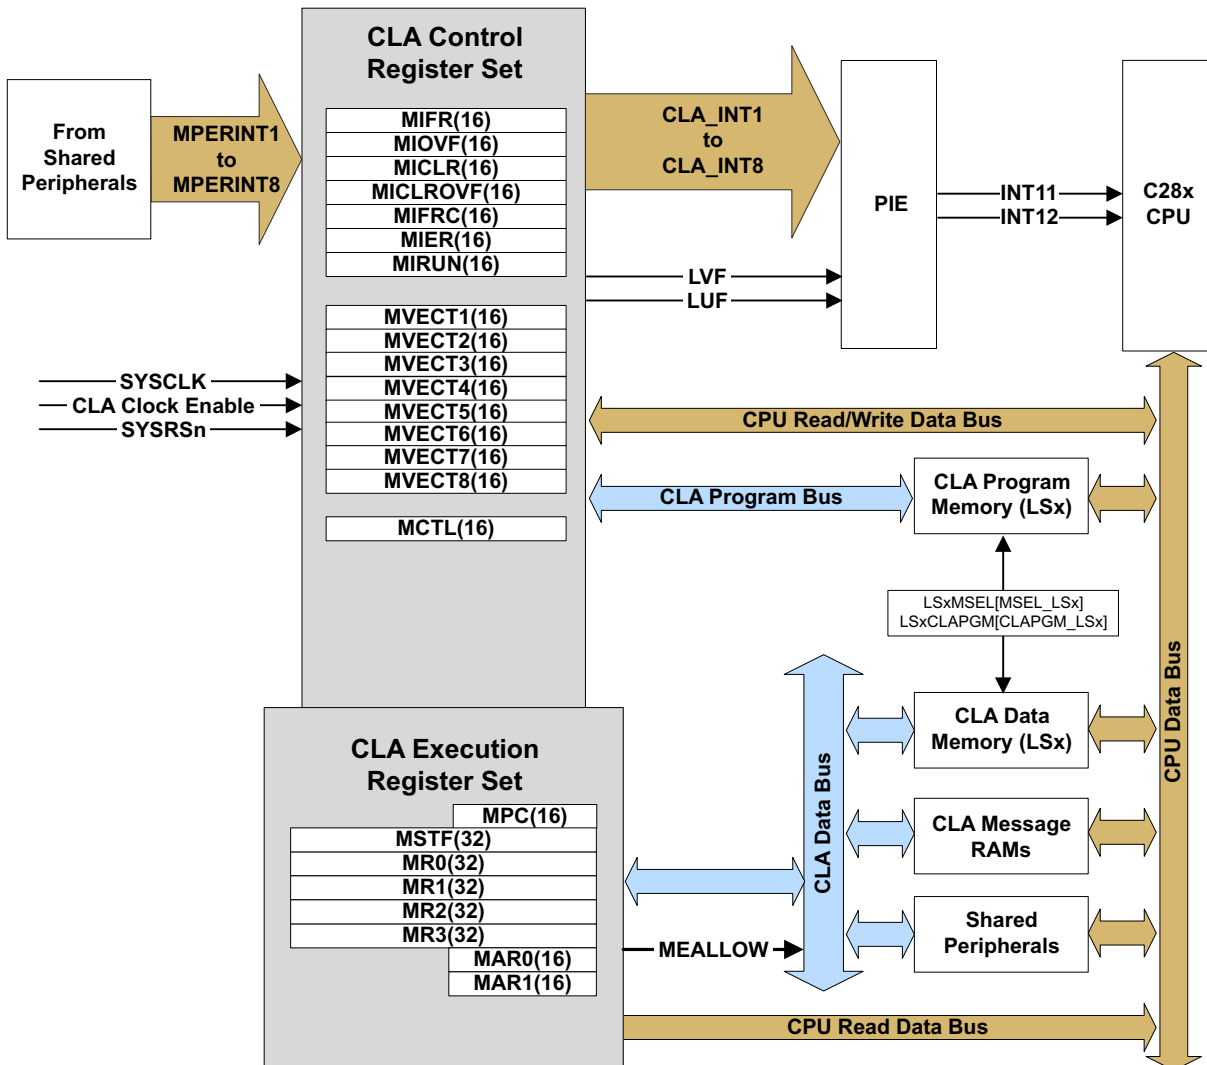 CLA Control
Register Set
From
Shared
Peripherals
MPERINT1
to
MPERINT8
MIFR(16)
MIOVF(16)
MICLR(16)
MICLROVF(16)
MIFRC(16)
MIER(16)
MIRUN(16)
CLA_INT1
to
CLA_INT8
PIE
INT11
INT12
C28x
CPU
LVF
LUF
MVECT1(16)
MVECT2(16)
MVECT3(16)
MVECT4(16)
MVECT5(16)
MVECT6(16)
MVECT7(16)
MVECT8(16)
SYSCLK
CLA Clock Enable
SYSRSn
CPU Read/Write Data Bus
CLA Program Bus
CLA Program
Memory (LSx)
MCTL(16)
LSxMSEL[MSEL_LSx]
LSxCLAPGM[CLAPGM_LSx]
CPU Data Bus
CLA Data Bus
CLA Data
Memory (LSx)
CLA Message
RAMs
Shared
Peripherals
CLA Execution
Register Set
MPC(16)
MSTF(32)
MR0(32)
MR1(32)
MR2(32)
MR3(32)
MAR0(16)
MAR1(16)
MEALLOW
CPU Read Data Bus